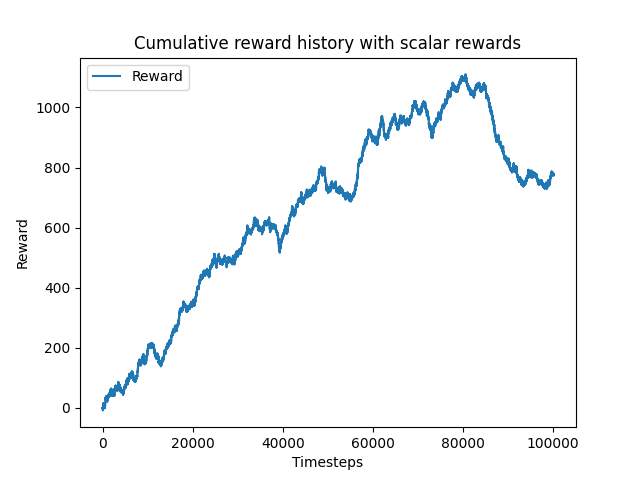 Cumulative reward history with scalar rewards
Reward
1000
800
600
400
200
0
Reward
0 20000 40000 60000 80000 100000
Timesteps